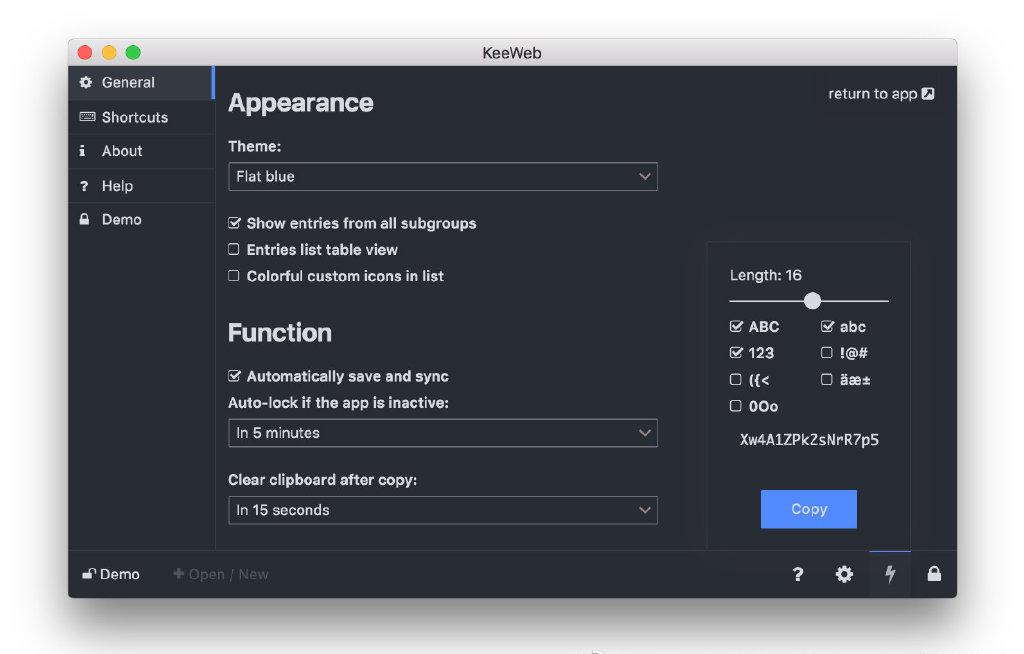 KeeWeb
General
Shortcuts
About
Help
Demo
return to app
Appearance
Theme:
Flat blue
Show entries from all subgroups
Entries list table view
Colorful custom icons in list
Function
Automatically save and sync
Auto-lock if the app is inactive:
In 5 minutes
Clear clipboard after copy:
In 15 seconds
Length: 16
ABC abc
123 !@#
({< äæ±
0Oo
Xw4A1ZPk2sNrR7p5
Copy
Demo
Open / New